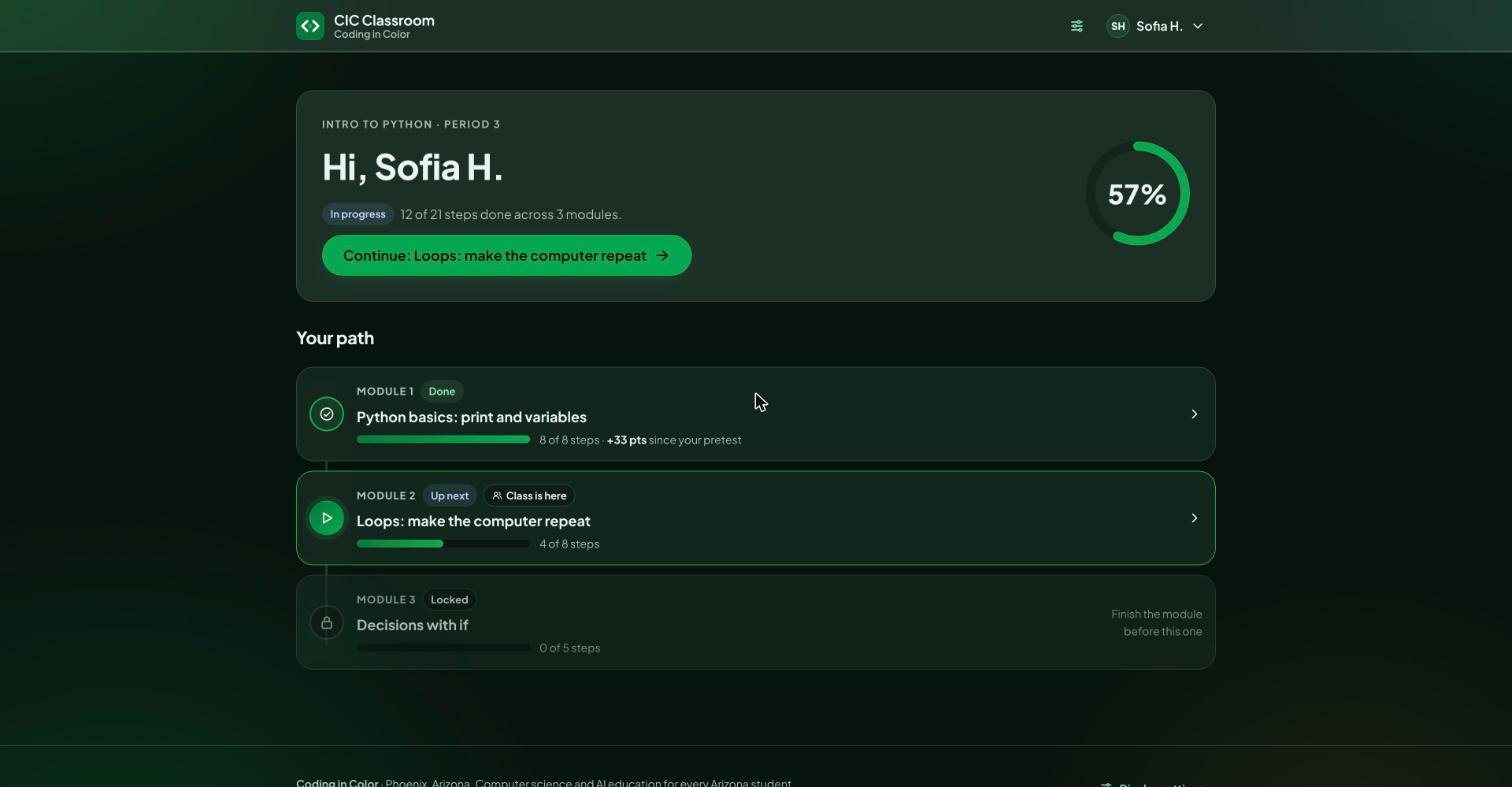 CIC Classroom
Coding in Color
SH Sofia H.
INTRO TO PYTHON · PERIOD 3
Hi, Sofia H.
57%
In progress 12 of 21 steps done across 3 modules.
Continue: Loops: make the computer repeat →
Your path
MODULE 1 Done
Python basics: print and variables
8 of 8 steps · +33 pts since your pretest
MODULE 2 Up next Class is here
Loops: make the computer repeat
4 of 8 steps
MODULE 3 Locked
Decisions with if
0 of 5 steps
Finish the module
before this one
Coding in Color · Phoenix, Arizona. Computer science and AI education for every Arizona student.